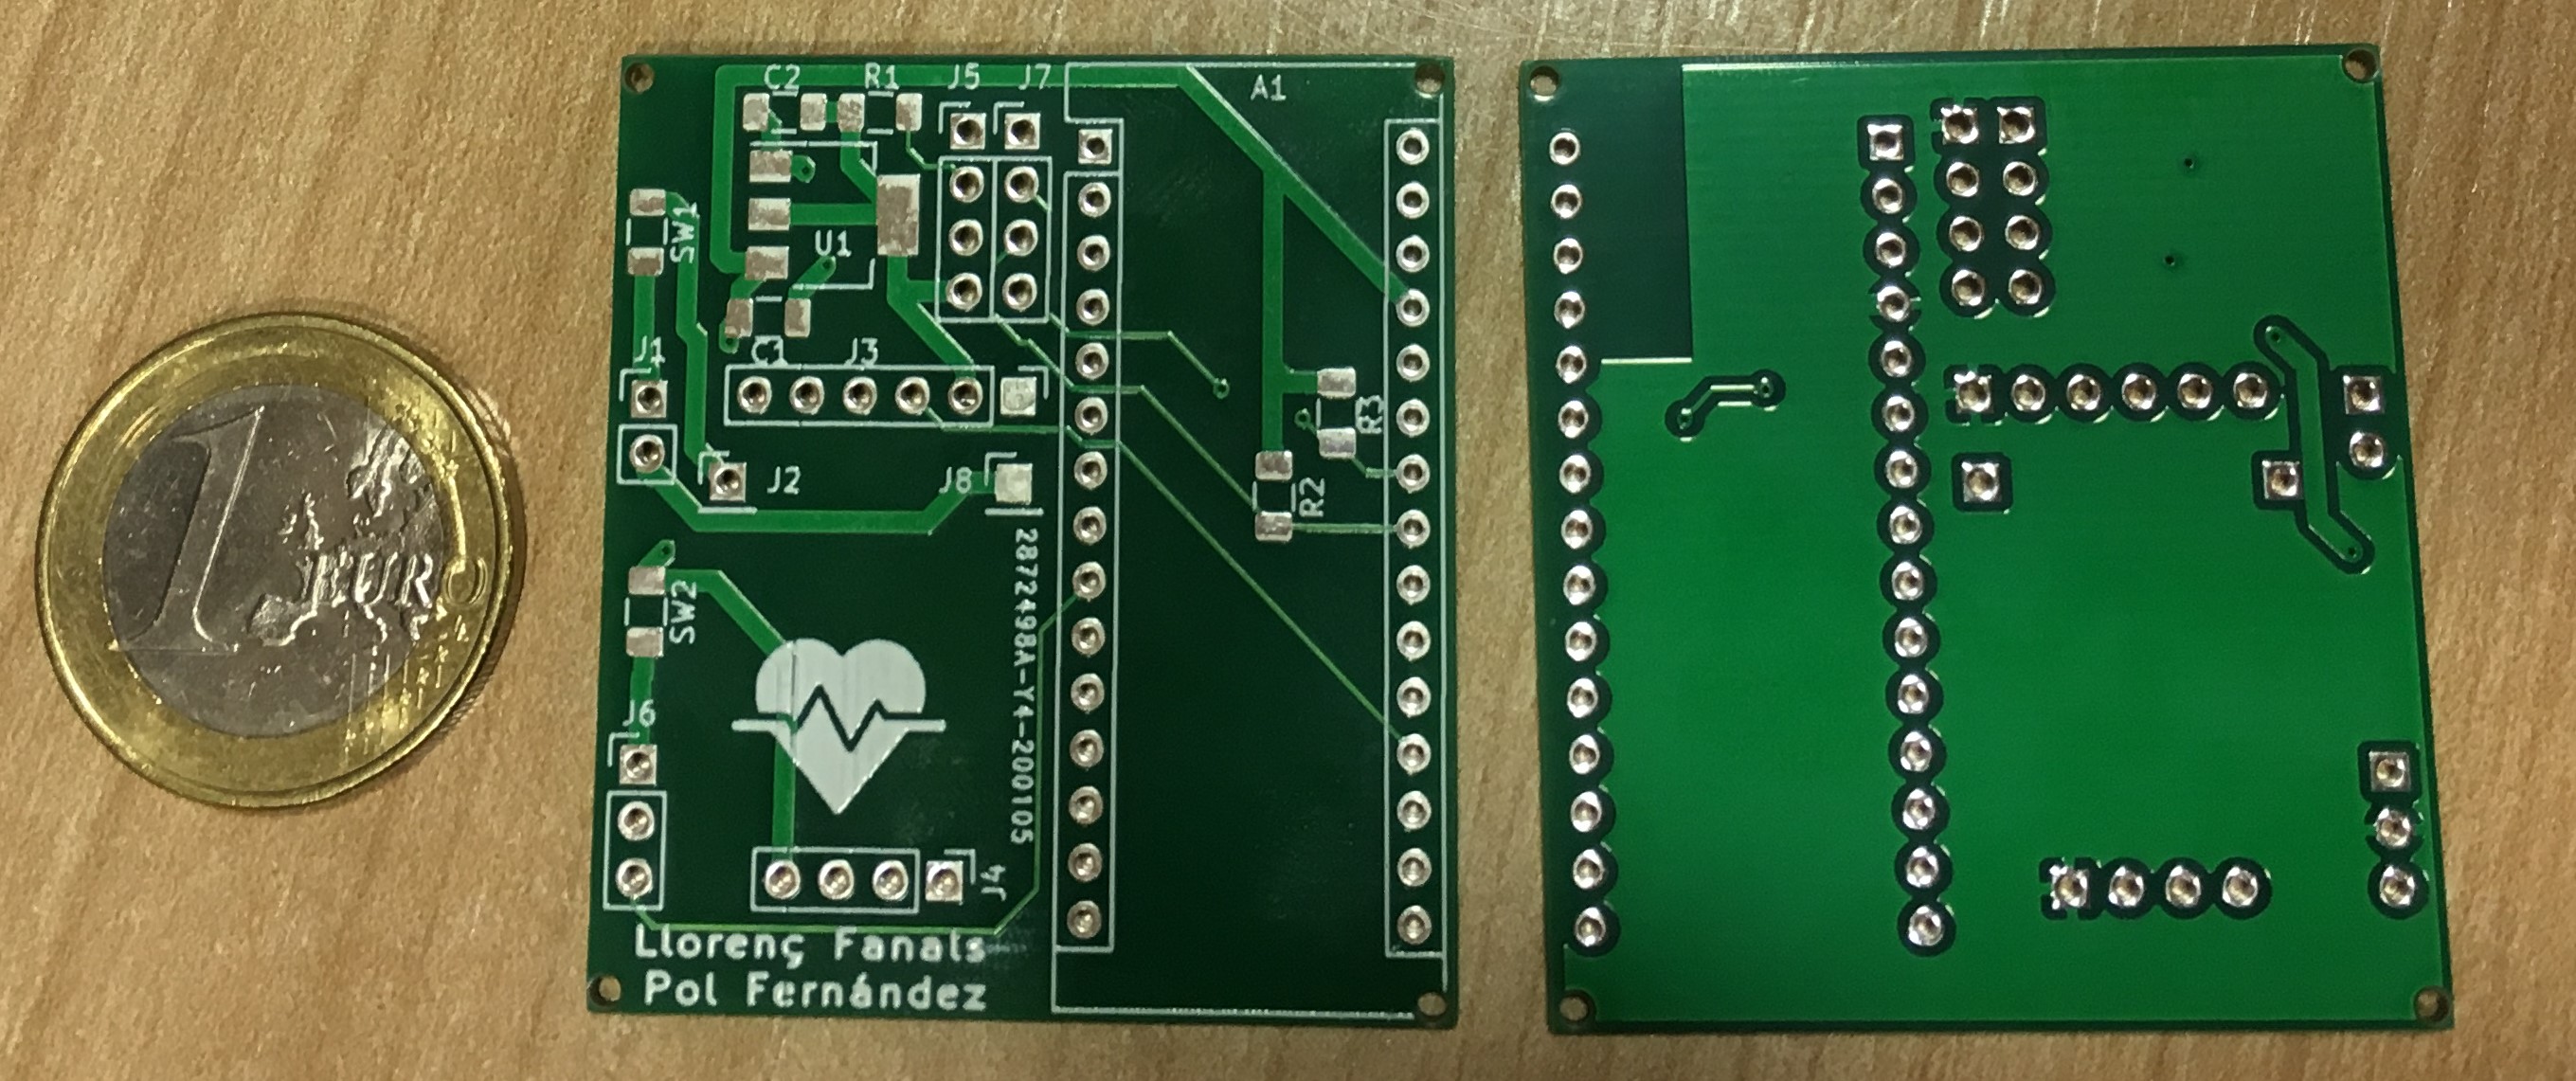 1
EURO
C2
R1
J5
J7
A1
SW1
U1
J1
C1
J3
R3
J2
J8
R2
2872498A-Y4-200105
SW2
J6
J4
Llorenç Fanals
Pol Fernández